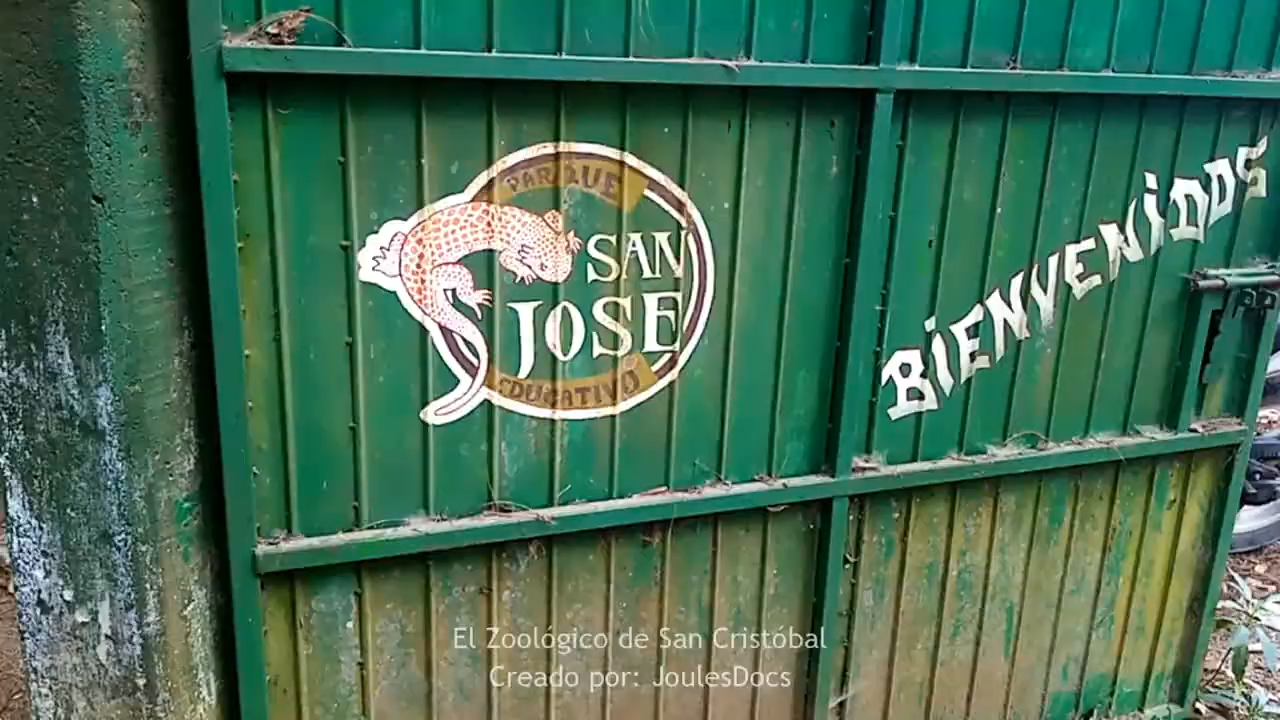 PARQUE
SAN
JOSE
EDUCATIVO
BiENVENiDOS
El Zoológico de San Cristóbal
Creado por: JoulesDocs